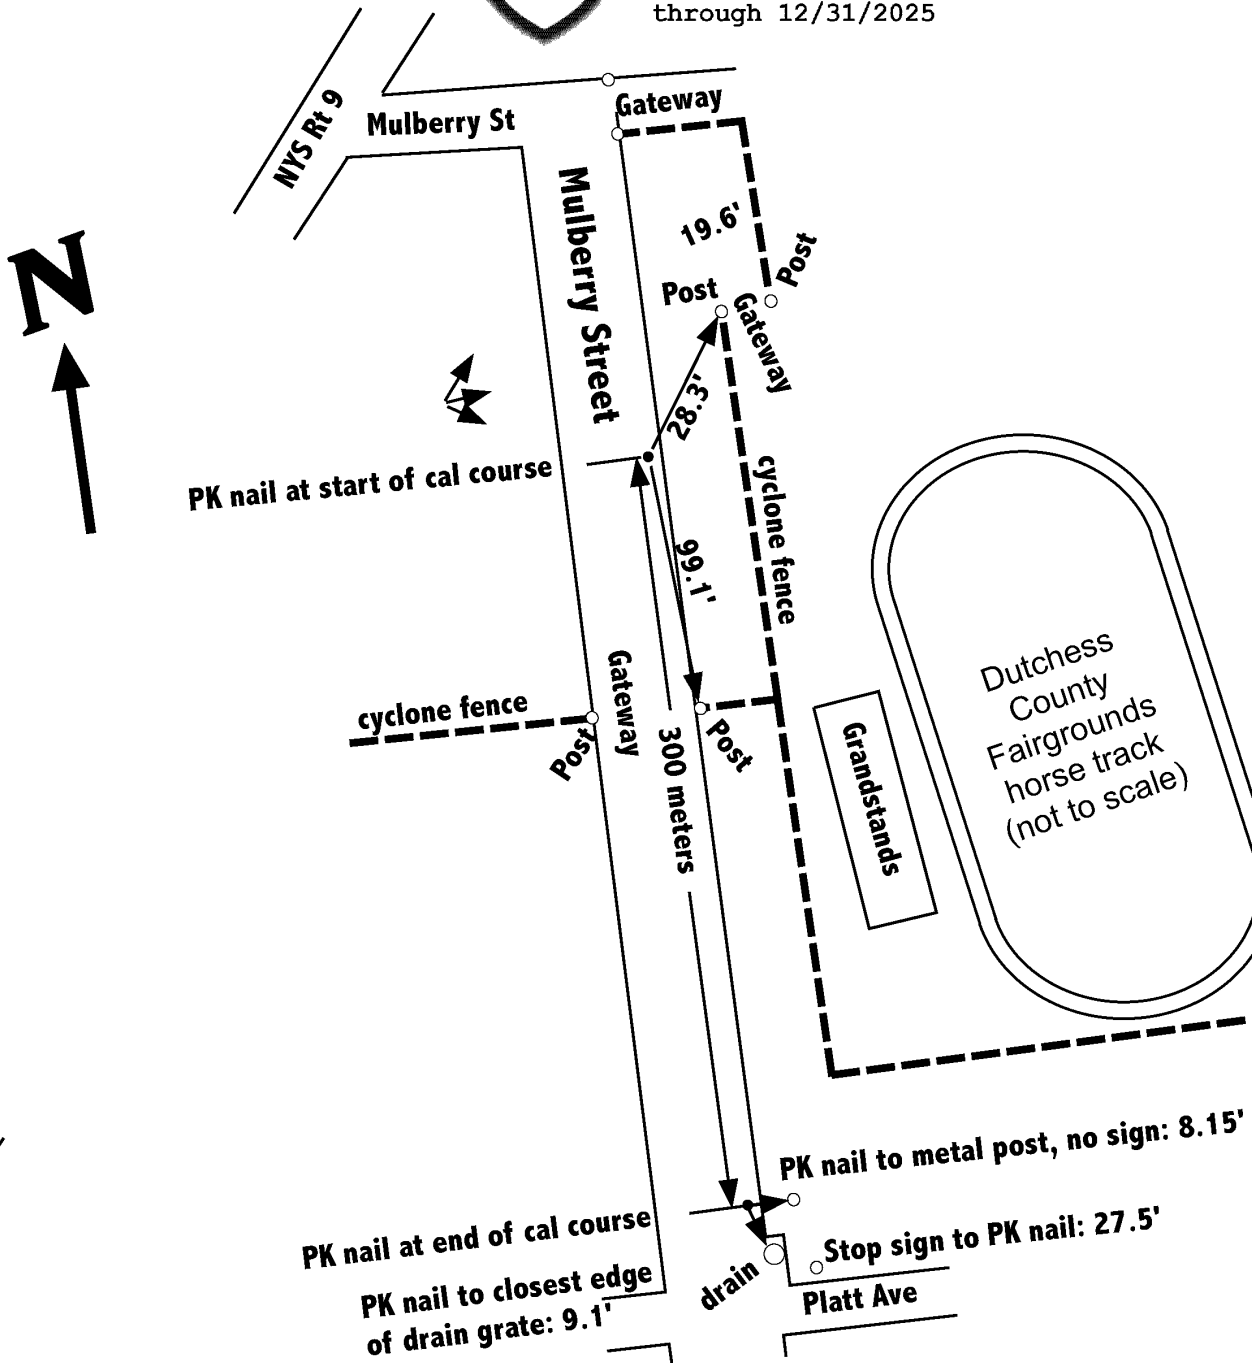 through 12/31/2025
NYS Rt 9
Mulberry St
Gateway
Mulberry Street
19.6'
Post
Post
Gateway
N
28.3'
PK nail at start of cal course
cyclone fence
99.1'
Dutchess
County
Fairgrounds
horse track
(not to scale)
Gateway
cyclone fence
Post
Post
300 meters
Grandstands
PK nail to metal post, no sign: 8.15'
PK nail at end of cal course
Stop sign to PK nail: 27.5'
PK nail to closest edge
of drain grate: 9.1'
drain
Platt Ave